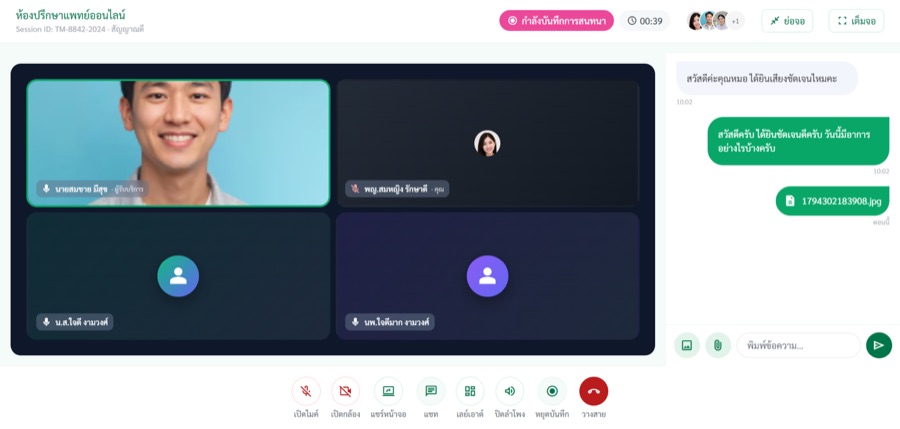 ห้องปรึกษาแพทย์ออนไลน์
Session ID: TM-8842-2024 · สัญญาณดี
กำลังบันทึกการสนทนา
00:39
+1
ย่อจอ
เต็มจอ
นายสมชาย มีสุข · ผู้รับบริการ
พญ.สมหญิง รักษาดี · คุณ
น.ส.ใจดี งามวงศ์
นพ.ใจดีมาก งามวงศ์
สวัสดีค่ะคุณหมอ ได้ยินเสียงชัดเจนไหมคะ
10:02
สวัสดีครับ ได้ยินชัดเจนดีครับ วันนี้มีอาการ
อย่างไรบ้างครับ
10:02
1794302183908.jpg
ตอนนี้
พิมพ์ข้อความ...
เปิดไมค์
เปิดกล้อง
แชร์หน้าจอ
แชท
เลย์เอาต์
ปิดลำโพง
หยุดบันทึก
วางสาย